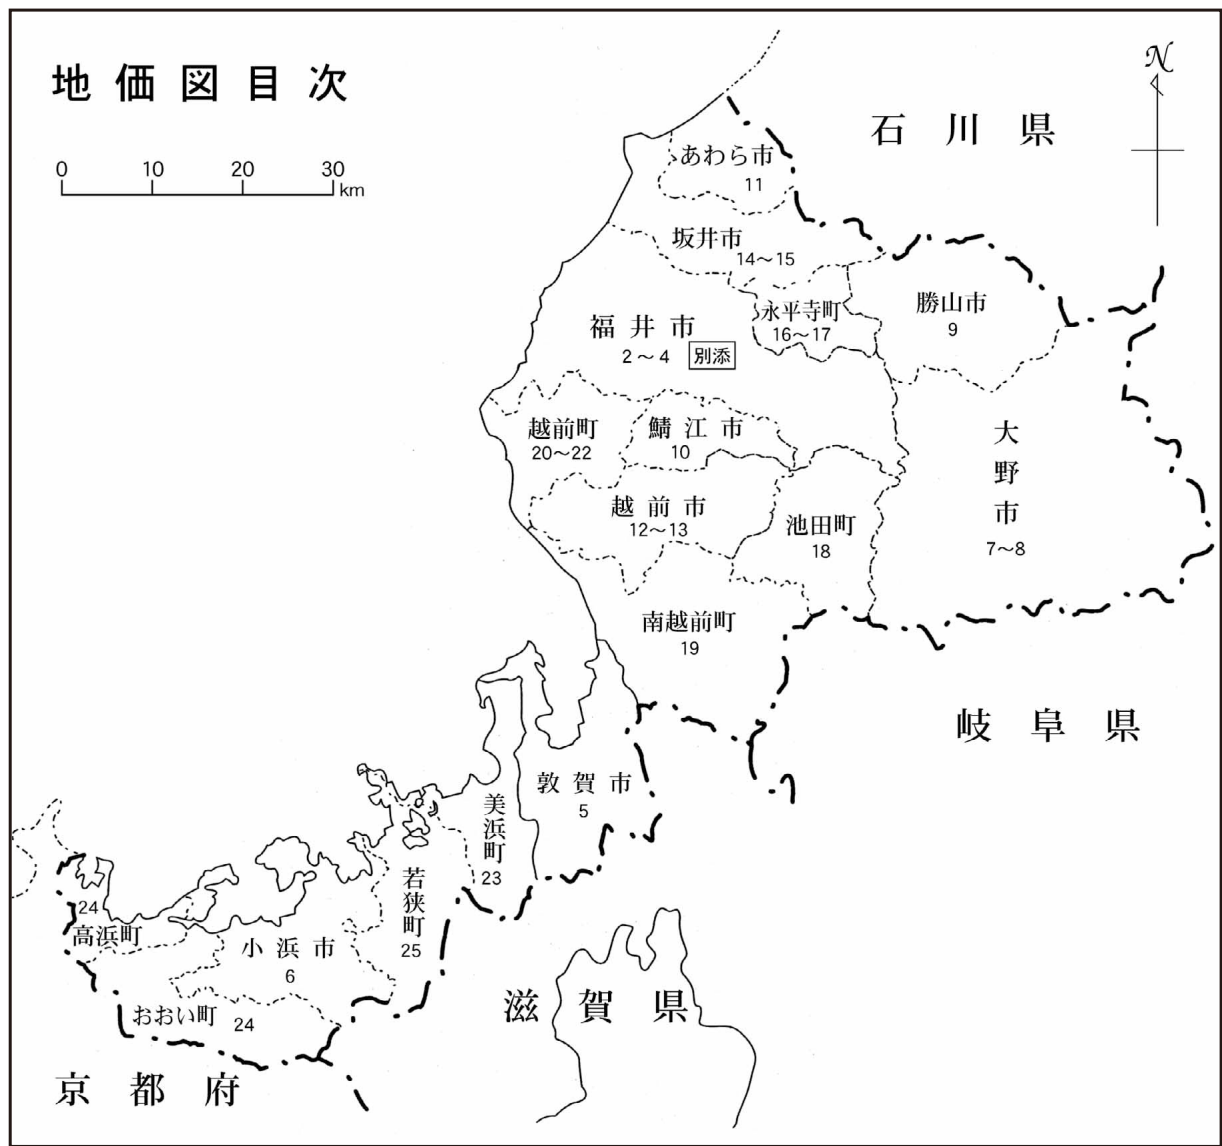 地価図目次
N
0 10 20 30 km
石川県
あわら市
11
坂井市
14～15
永平寺町
16～17
勝山市
9
福井市
2～4 別添
越前町
20～22
鯖江市
10
大野市
7～8
越前市
12～13
池田町
18
南越前町
19
岐阜県
敦賀市
5
美浜町
23
若狭町
25
24
高浜町
小浜市
6
おおい町 24
滋賀県
京都府